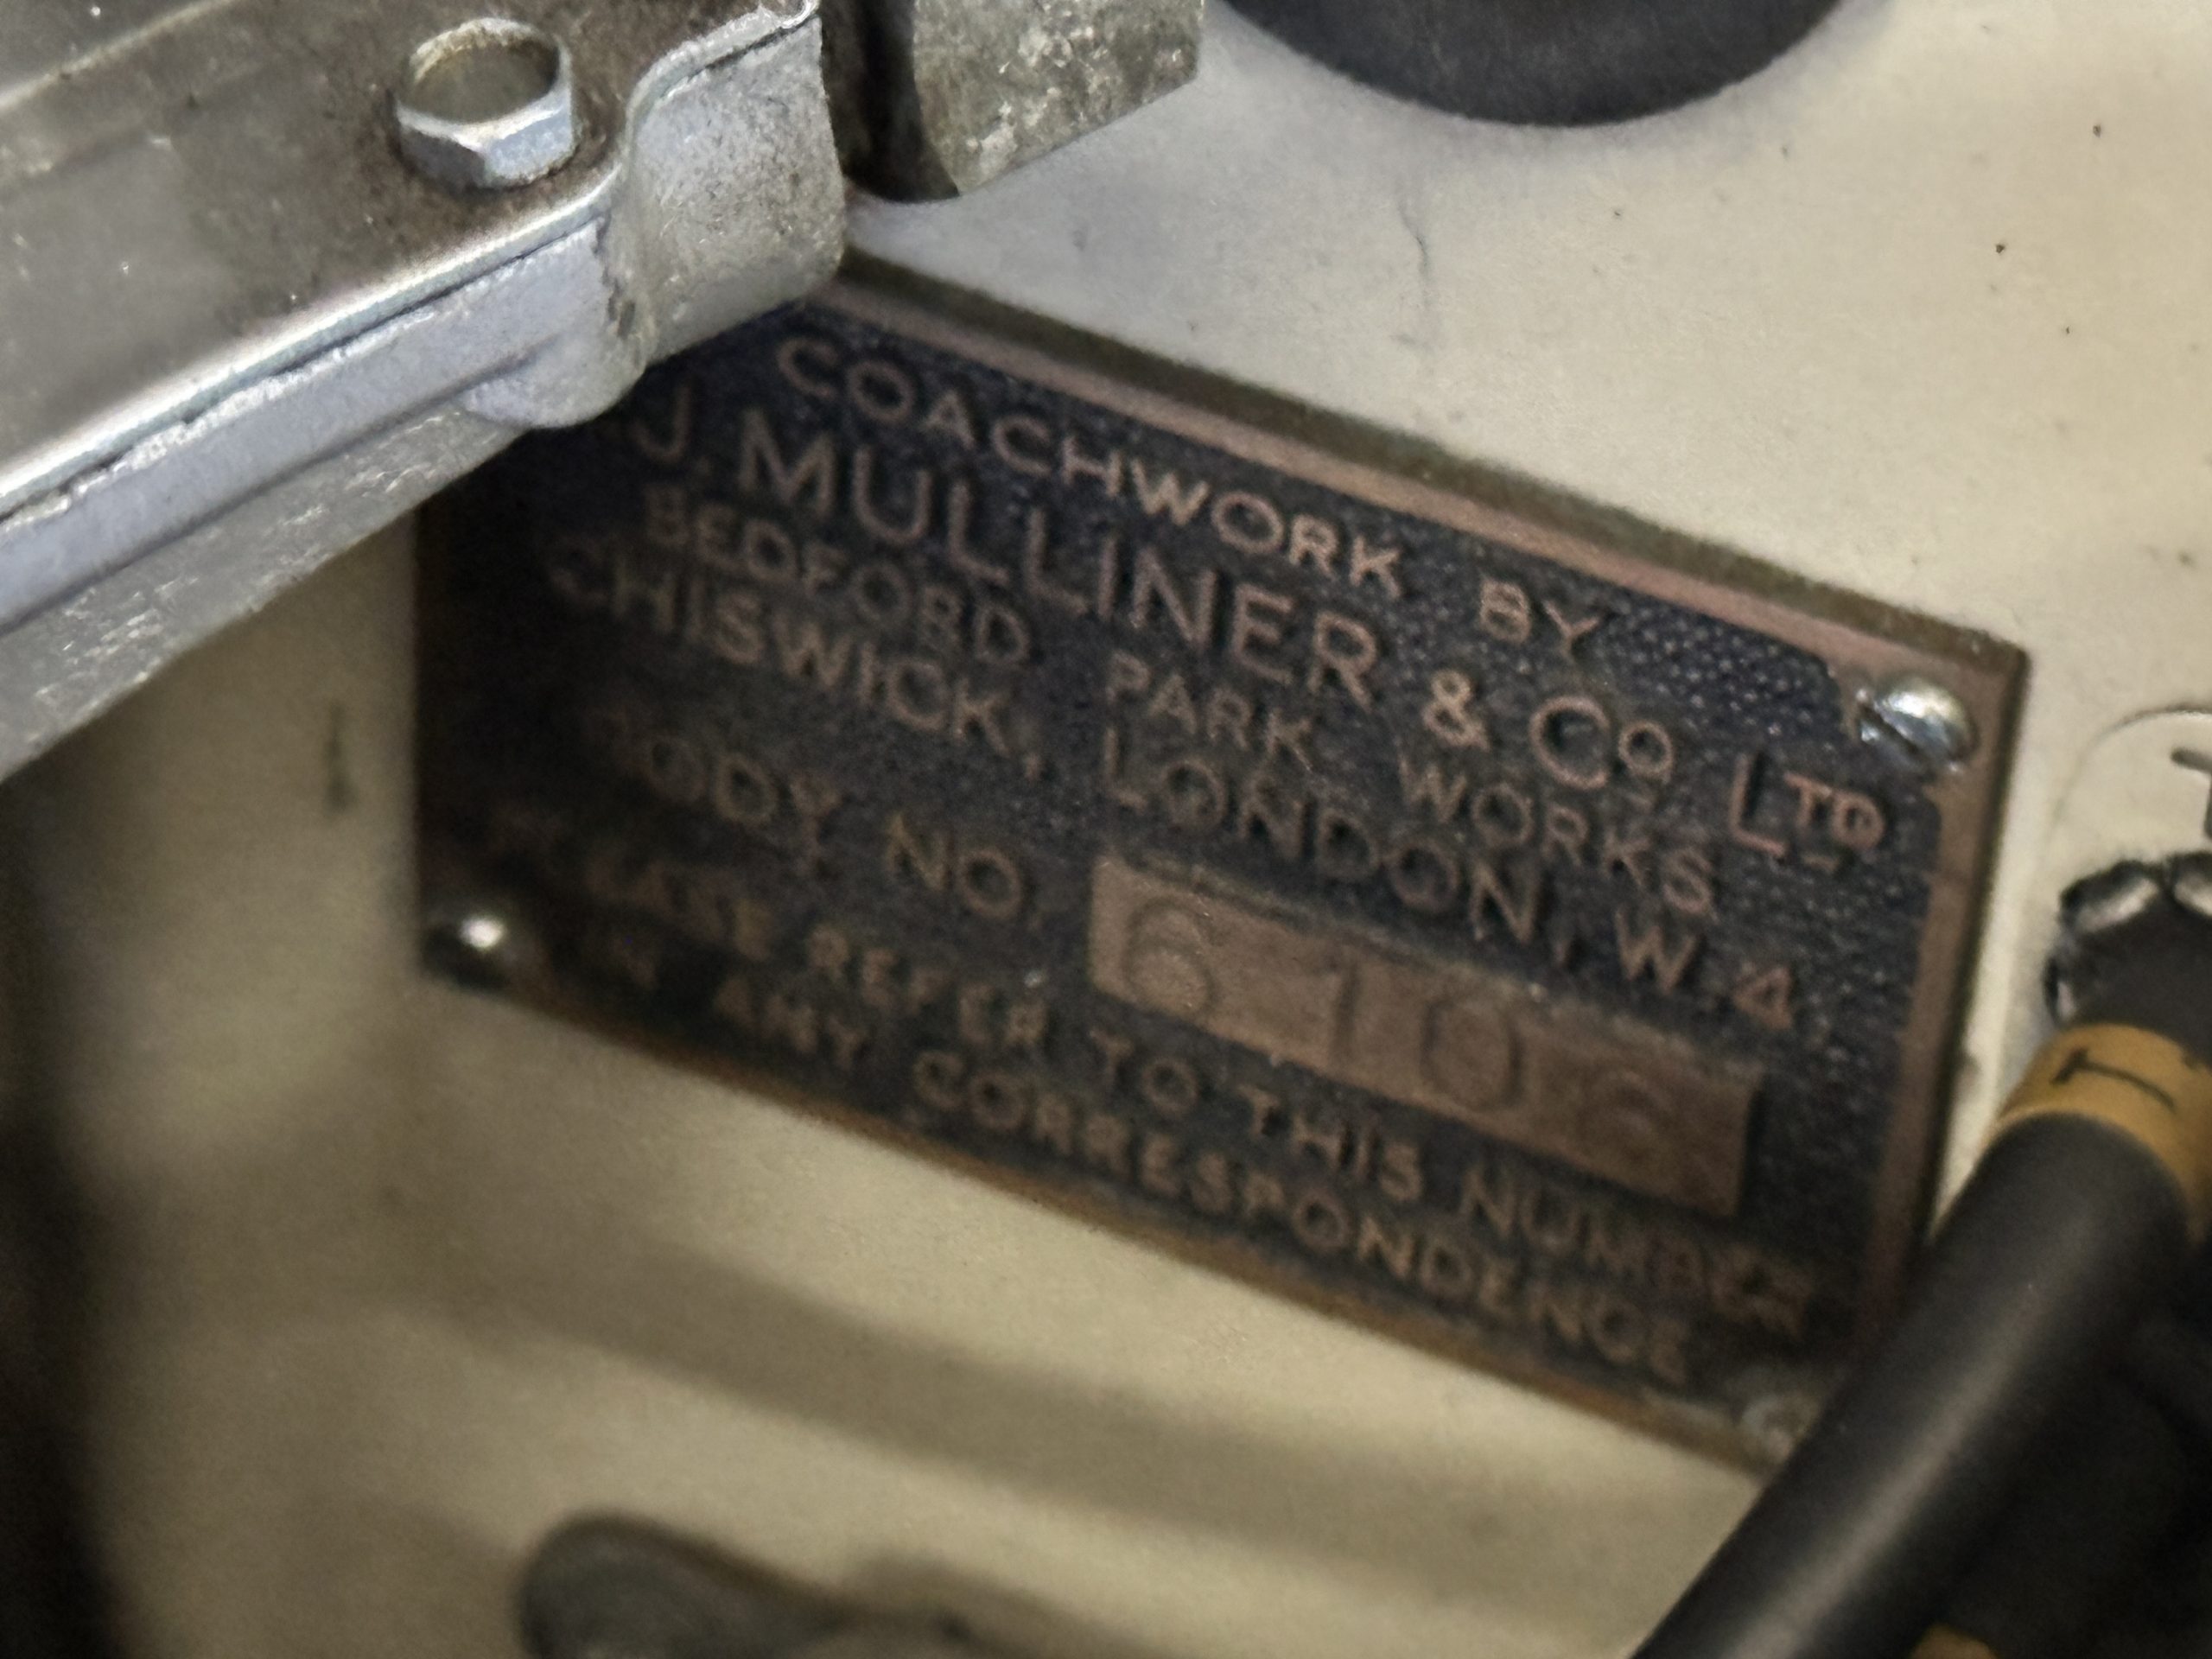 COACHWORK BY
J. MULLINER & Co LTD
BEDFORD PARK WORKS
CHISWICK, LONDON, W.4
BODY NO. 6106
PLEASE REFER TO THIS NUMBER
IN ANY CORRESPONDENCE
1